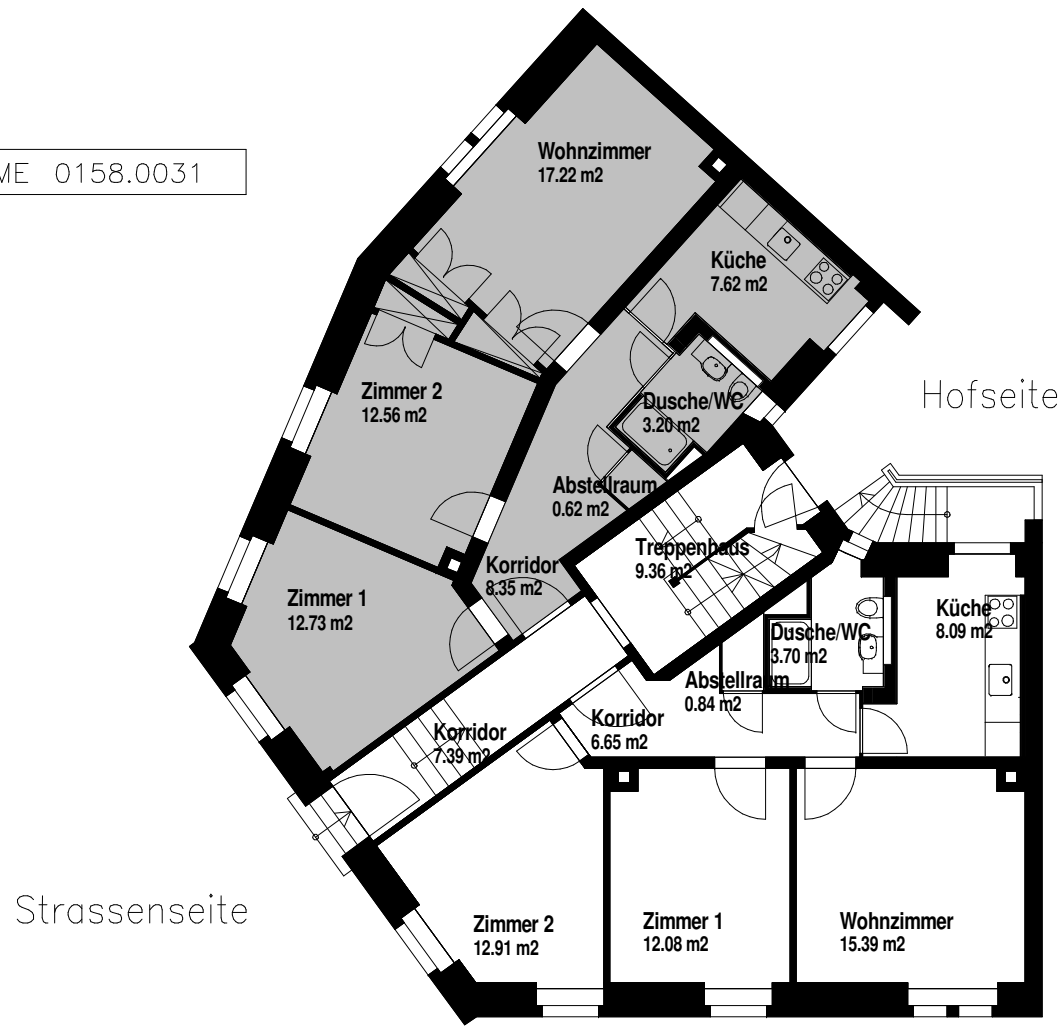 ME 0158.0031
Wohnzimmer
17.22 m2
Küche
7.62 m2
Hofseite
Zimmer 2
12.56 m2
Dusche/WC
3.20 m2
Abstellraum
0.62 m2
Treppenhaus
9.36 m2
Korridor
8.35 m2
Zimmer 1
12.73 m2
Küche
8.09 m2
Dusche/WC
3.70 m2
Abstellraum
0.84 m2
Korridor
6.65 m2
Korridor
7.39 m2
Strassenseite
Zimmer 2
12.91 m2
Zimmer 1
12.08 m2
Wohnzimmer
15.39 m2